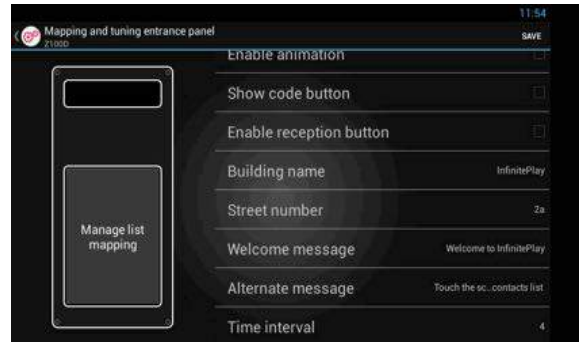 11:54
Mapping and tuning entrance panel
Z100D
SAVE
Enable animation
Show code button
Enable reception button
Building name
InfinitePlay
Street number
2a
Manage list
mapping
Welcome message
Welcome to InfinitePlay
Alternate message
Touch the sc..contacts list
Time interval
4